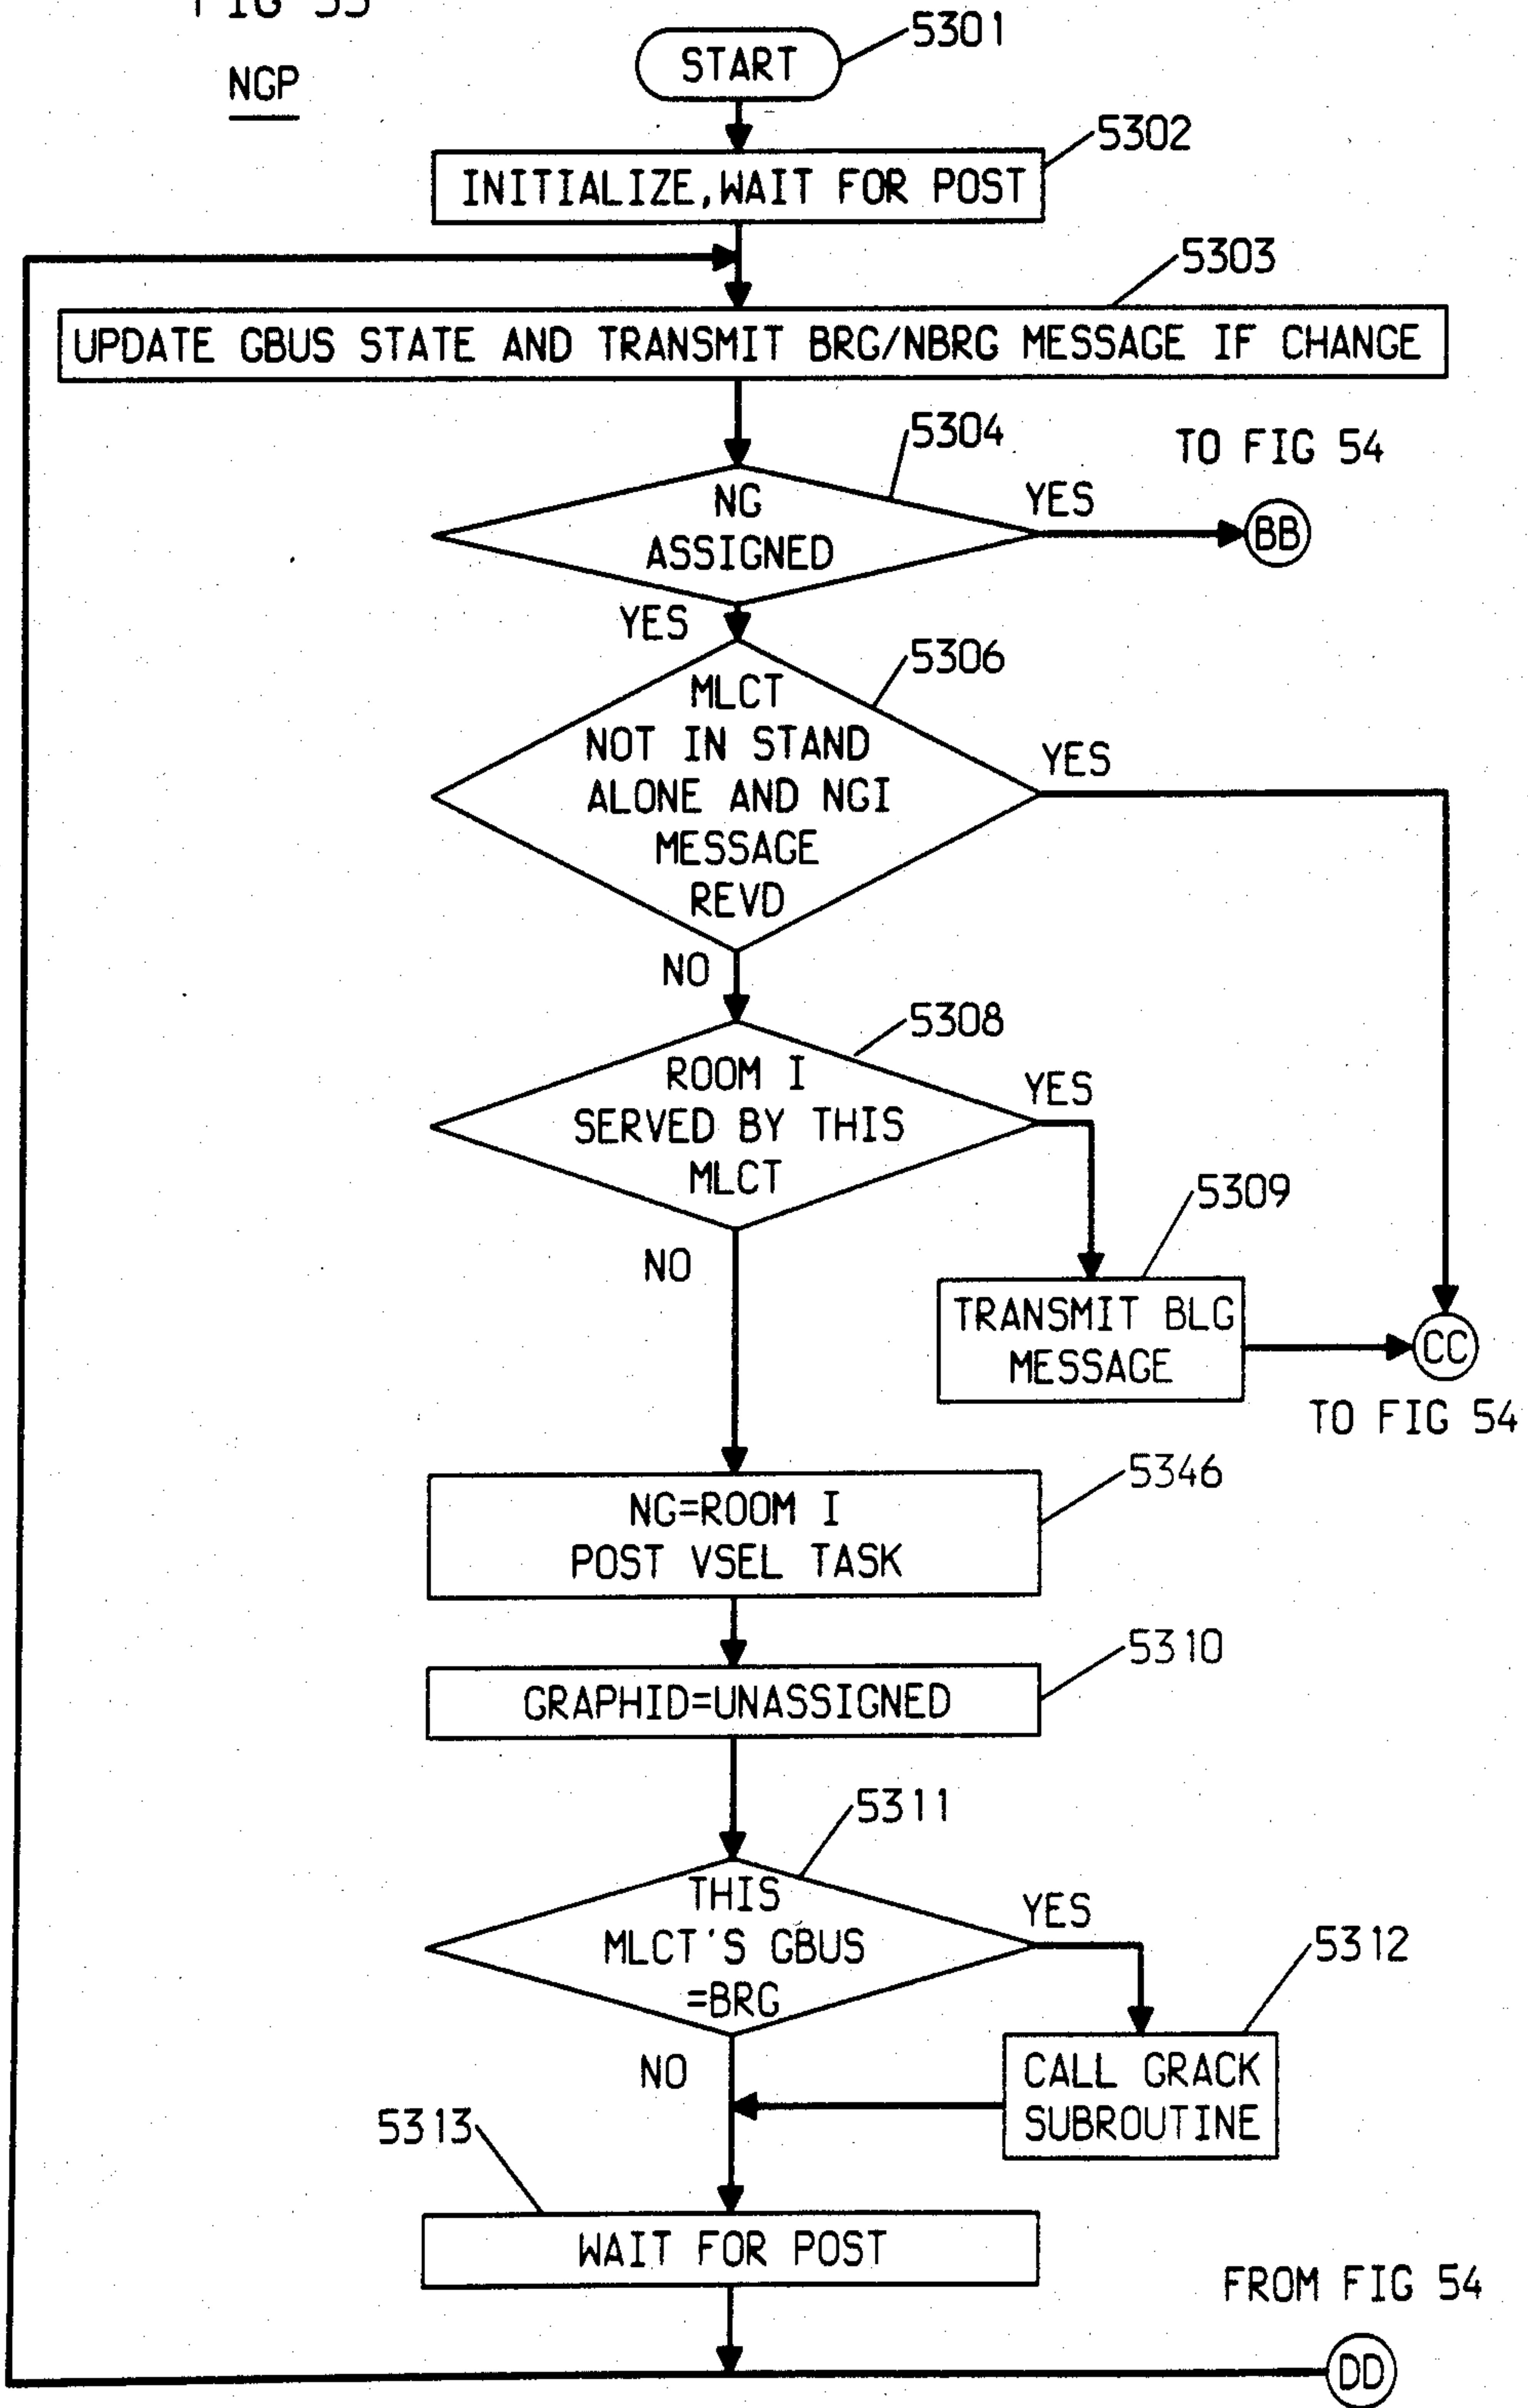 FIG 53
NGP
START
5301
5302
INITIALIZE,WAIT FOR POST
5303
UPDATE GBUS STATE AND TRANSMIT BRG/NBRG MESSAGE IF CHANGE
5304
TO FIG 54
NG
ASSIGNED
YES
BB
YES
5306
MLCT
NOT IN STAND
ALONE AND NGI
MESSAGE
REVD
YES
NO
5308
ROOM I
SERVED BY THIS
MLCT
YES
5309
NO
TRANSMIT BLG
MESSAGE
CC
TO FIG 54
5346
NG=ROOM I
POST VSEL TASK
5310
GRAPHID=UNASSIGNED
5311
THIS
MLCT'S GBUS
=BRG
YES
5312
NO
CALL GRACK
SUBROUTINE
5313
WAIT FOR POST
FROM FIG 54
DD